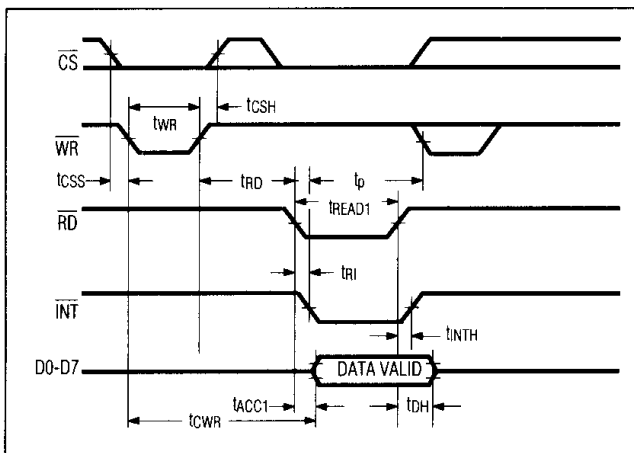 CS
tCSH
tWR
WR
tCSS
tRD
tp
tREAD1
RD
tRI
INT
tINTH
D0-D7
DATA VALID
tACC1
tDH
tCWR